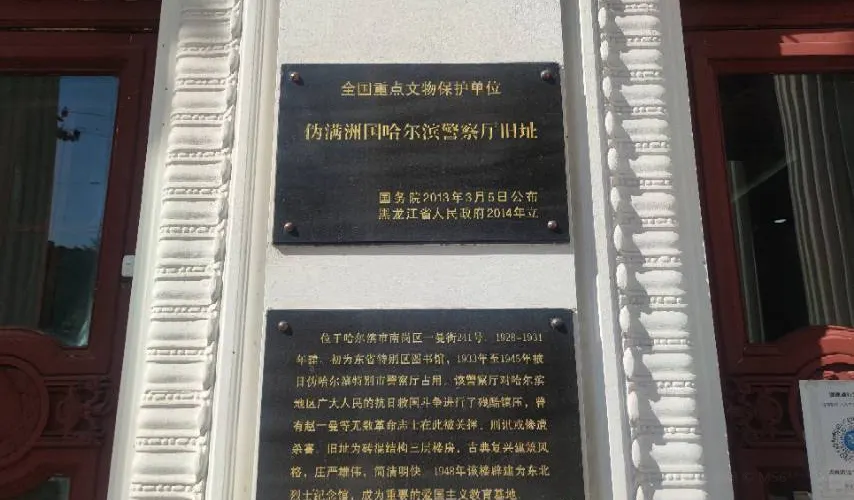 全国重点文物保护单位
伪满洲国哈尔滨警察厅旧址
国务院2013年3月5日公布
黑龙江省人民政府2014年立
位于哈尔滨市南岗区一曼街241号，1928-1931
年建，初为东省特别区图书馆，1933年至1945年被
日伪哈尔滨特别市警察厅占用。该警察厅对哈尔滨
地区广大人民的抗日救国斗争进行了残酷镇压，曾
有赵一曼等无数革命志士在此被关押、刑讯或惨遭
杀害。旧址为砖混结构三层楼房，古典复兴建筑风
格，庄严雄伟，简洁明快。1948年该楼辟建为东北
烈士纪念馆，成为重要的爱国主义教育基地。